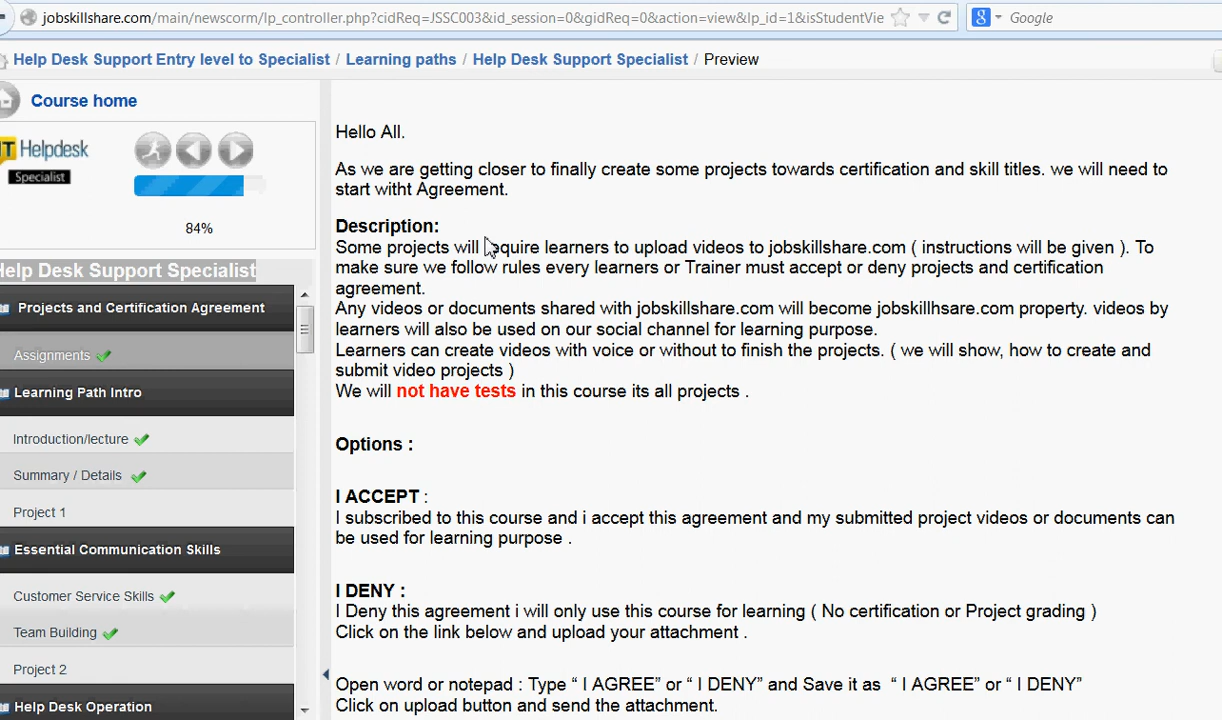 jobskillshare.com/main/newscorm/lp_controller.php?cidReq=JSSC003&id_session=0&gidReq=0&action=view&lp_id=1&isStudentVie
Google
Help Desk Support Entry level to Specialist / Learning paths / Help Desk Support Specialist / Preview
Course home
IT Helpdesk
Specialist
84%
Help Desk Support Specialist
Projects and Certification Agreement
Assignments
Learning Path Intro
Introduction/lecture
Summary / Details
Project 1
Essential Communication Skills
Customer Service Skills
Team Building
Project 2
Help Desk Operation
Hello All.
As we are getting closer to finally create some projects towards certification and skill titles. we will need to
start witht Agreement.
Description:
Some projects will require learners to upload videos to jobskillshare.com ( instructions will be given ). To
make sure we follow rules every learners or Trainer must accept or deny projects and certification
agreement.
Any videos or documents shared with jobskillshare.com will become jobskillhsare.com property. videos by
learners will also be used on our social channel for learning purpose.
Learners can create videos with voice or without to finish the projects. ( we will show, how to create and
submit video projects )
We will not have tests in this course its all projects .
Options :
I ACCEPT :
I subscribed to this course and i accept this agreement and my submitted project videos or documents can
be used for learning purpose .
I DENY :
I Deny this agreement i will only use this course for learning ( No certification or Project grading )
Click on the link below and upload your attachment .
Open word or notepad : Type “ I AGREE” or “ I DENY” and Save it as “ I AGREE” or “ I DENY”
Click on upload button and send the attachment.